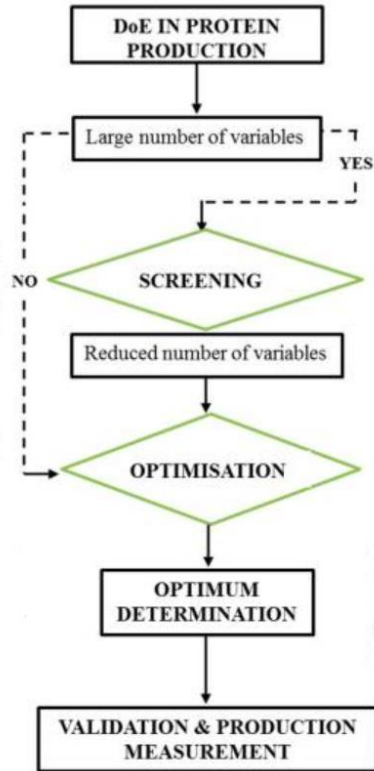 DoE IN PROTEIN
PRODUCTION
Large number of variables
YES
NO
SCREENING
Reduced number of variables
OPTIMISATION
OPTIMUM
DETERMINATION
VALIDATION & PRODUCTION
MEASUREMENT